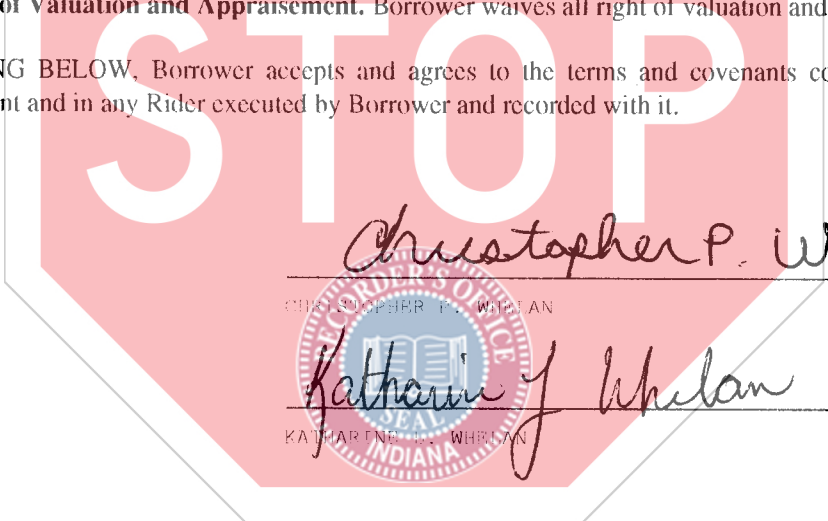 of Valuation and Appraisement. Borrower waives all right of valuation and
NG BELOW, Borrower accepts and agrees to the terms and covenants co
nt and in any Rider executed by Borrower and recorded with it.
STOP
Christopher P. W
RECORDER'S OFFICE
CHRISTOPHER P. WHELAN
Katharine J Whelan
SEAL
KATHARINE J. WHELAN
INDIANA